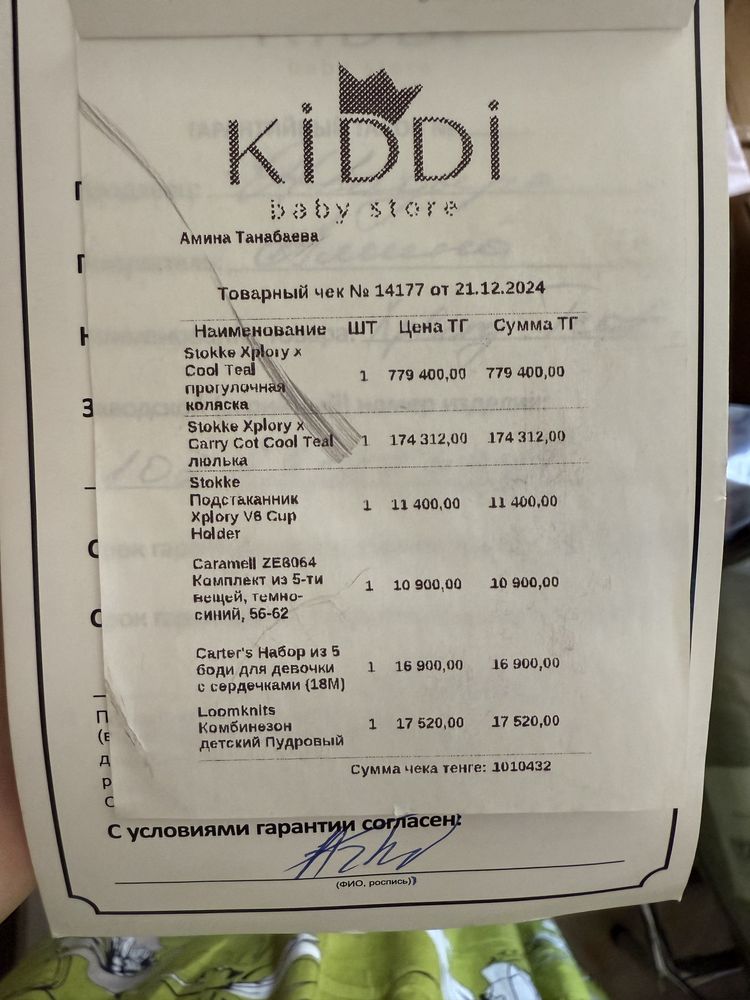 KiDDi
baby store
Амина Танабаева
Товарный чек № 14177 от 21.12.2024
Наименование ШТ Цена ТГ Сумма ТГ
Stokke Xplory x
Cool Teal
прогулочная
коляска
1 779 400,00 779 400,00
Stokke Xplory x
Carry Cot Cool Teal
люлька
1 174 312,00 174 312,00
Stokke
Подстаканник
Xplory V6 Cup
Holder
1 11 400,00 11 400,00
Caramell ZE8064
Комплект из 5-ти
вещей, темно-
синий, 56-62
1 10 900,00 10 900,00
Carter's Набор из 5
боди для девочки
с сердечками (18M)
1 16 900,00 16 900,00
Loomknits
Комбинезон
детский Пудровый
1 17 520,00 17 520,00
Сумма чека тенге: 1010432
С условиями гарантии согласен:
(ФИО, роспись)